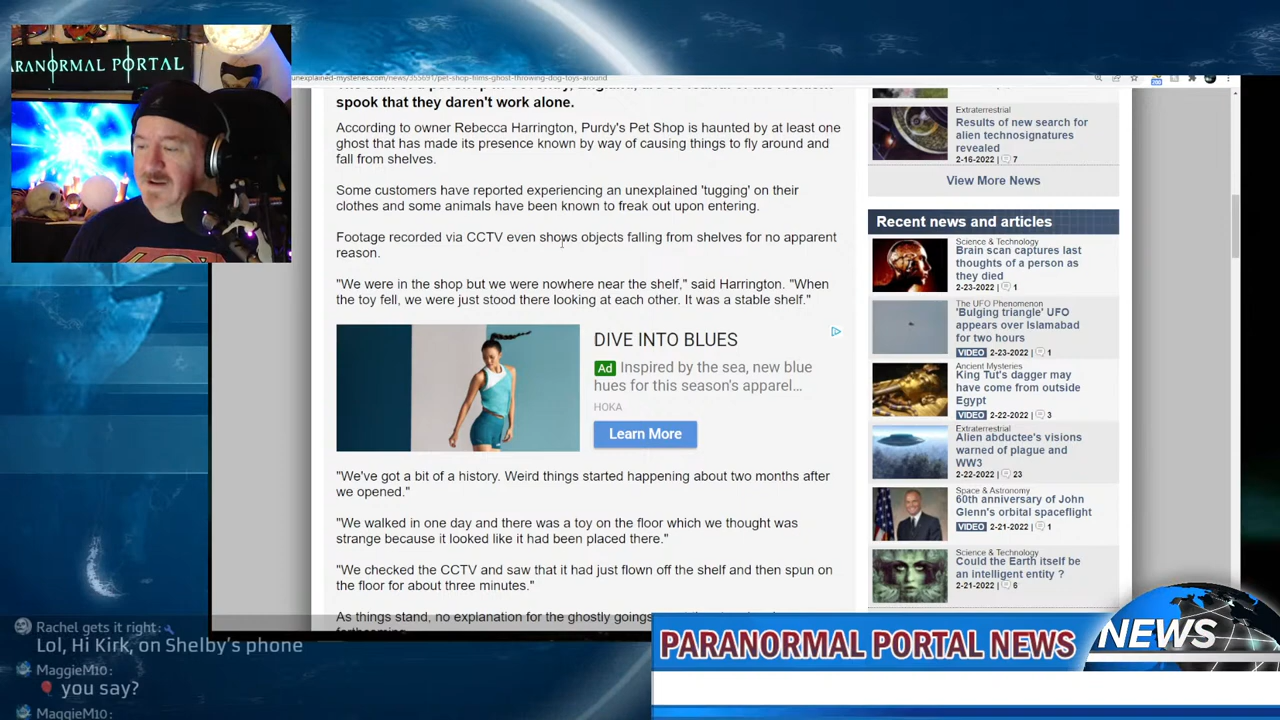 ARANORMAL PORTAL
unexplained-mysteries.com/news/355691/pet-shop-films-ghost-throwing-dog-toys-around
spook that they daren't work alone.
According to owner Rebecca Harrington, Purdy's Pet Shop is haunted by at least one
ghost that has made its presence known by way of causing things to fly around and
fall from shelves.
Some customers have reported experiencing an unexplained 'tugging' on their
clothes and some animals have been known to freak out upon entering.
Footage recorded via CCTV even shows objects falling from shelves for no apparent
reason.
"We were in the shop but we were nowhere near the shelf," said Harrington. "When
the toy fell, we were just stood there looking at each other. It was a stable shelf."
DIVE INTO BLUES
Ad Inspired by the sea, new blue
hues for this season's apparel...
HOKA
Learn More
"We've got a bit of a history. Weird things started happening about two months after
we opened."
"We walked in one day and there was a toy on the floor which we thought was
strange because it looked like it had been placed there."
"We checked the CCTV and saw that it had just flown off the shelf and then spun on
the floor for about three minutes."
As things stand, no explanation for the ghostly goings
Extraterrestrial
Results of new search for
alien technosignatures
revealed
2-16-2022 | 7
View More News
Recent news and articles
Science & Technology
Brain scan captures last
thoughts of a person as
they died
2-23-2022 | 1
The UFO Phenomenon
'Bulging triangle' UFO
appears over Islamabad
for two hours
VIDEO 2-23-2022 | 1
Ancient Mysteries
King Tut's dagger may
have come from outside
Egypt
VIDEO 2-22-2022 | 3
Extraterrestrial
Alien abductee's visions
warned of plague and
WW3
2-22-2022 | 23
Space & Astronomy
60th anniversary of John
Glenn's orbital spaceflight
VIDEO 2-21-2022 | 1
Science & Technology
Could the Earth itself be
an intelligent entity ?
2-21-2022 | 6
Rachel gets it right:
Lol, Hi Kirk, on Shelby's phone
MaggieM10:
🎈 you say?
MaggieM10:
PARANORMAL PORTAL NEWS
NEWS